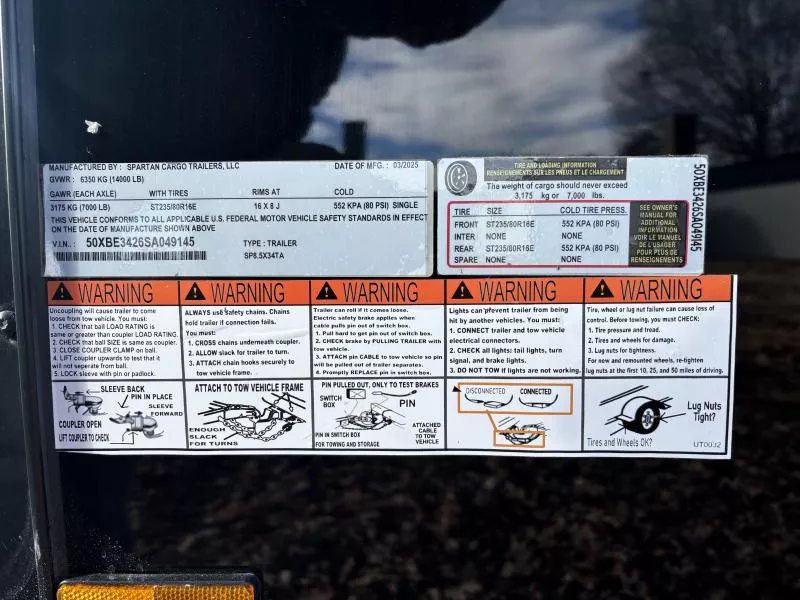 MANUFACTURED BY : SPARTAN CARGO TRAILERS, LLC DATE OF MFG. : 03/2025
GVWR : 6350 KG (14000 LB)
GAWR (EACH AXLE) WITH TIRES RIMS AT COLD
3175 KG (7000 LB) ST235/80R16E 16 X 8 J 552 KPA (80 PSI) SINGLE
THIS VEHICLE CONFORMS TO ALL APPLICABLE U.S. FEDERAL MOTOR VEHICLE SAFETY STANDARDS IN EFFECT
ON THE DATE OF MANUFACTURE SHOWN ABOVE
V.I.N. : 50XBE3426SA049145 TYPE : TRAILER
SP8.5X34TA
TIRE AND LOADING INFORMATION
RENSEIGNEMENTS SUR LES PNEUS ET LE CHARGEMENT
The weight of cargo should never exceed
3,175 kg or 7,000 lbs.
TIRE SIZE COLD TIRE PRESS.
FRONT ST235/80R16E 552 KPA (80 PSI)
INTER NONE NONE
REAR ST235/80R16E 552 KPA (80 PSI)
SPARE NONE NONE
SEE OWNER'S
MANUAL FOR
ADDITIONAL
INFORMATION
VOIR LE MANUEL
DE L'USAGER
POUR PLUS DE
RENSEIGNEMENTS
50XBE3426SA049145
WARNING
Uncoupling will cause trailer to come
loose from tow vehicle. You must:
1. CHECK that ball LOAD RATING is
same or greater than coupler LOAD RATING.
2. CHECK that ball SIZE is same as coupler.
3. CLOSE COUPLER CLAMP on ball.
4. LIFT coupler upwards to test that it
will not seperate from ball.
5. LOCK sleeve with pin or padlock.
SLEEVE BACK
PIN IN PLACE
SLEEVE
FORWARD
COUPLER OPEN
LIFT COUPLER TO CHECK
WARNING
ALWAYS use safety chains. Chains
hold trailer if connection fails.
You must:
1. CROSS chains underneath coupler.
2. ALLOW slack for trailer to turn.
3. ATTACH chain hooks securely to
tow vehicle frame.
ATTACH TO TOW VEHICLE FRAME
ENOUGH
SLACK
FOR TURNS
WARNING
Trailer can roll if it comes loose.
Electric safety brake applies when
cable pulls pin out of switch box.
1. Pull hard to get pin out of switch box.
2. CHECK brake by PULLING TRAILER with
tow vehicle.
3. ATTACH pin CABLE to tow vehicle so pin
will be pulled out of trailer separates.
4. Promptly REPLACE pin in switch box.
PIN PULLED OUT, ONLY TO TEST BRAKES
SWITCH
BOX
PIN
PIN IN SWITCH BOX
FOR TOWING AND STORAGE
ATTACHED
CABLE
TO TOW
VEHICLE
WARNING
Lights can prevent trailer from being
hit by another vehicles. You must:
1. CONNECT trailer and tow vehicle
electrical connectors.
2. CHECK all lights: tail lights, turn
signal, and brake lights.
3. DO NOT TOW if lights are not working.
DISCONNECTED CONNECTED
WARNING
Tire, wheel or lug nut failure can cause loss of
control. Before towing, you must CHECK:
1. Tire pressure and tread.
2. Tires and wheels for damage.
3. Lug nuts for tightness.
For new and remounted wheels, re-tighten
lug nuts at the first 10, 25, and 50 miles of driving.
Lug Nuts
Tight?
Tires and Wheels OK?
UT0032